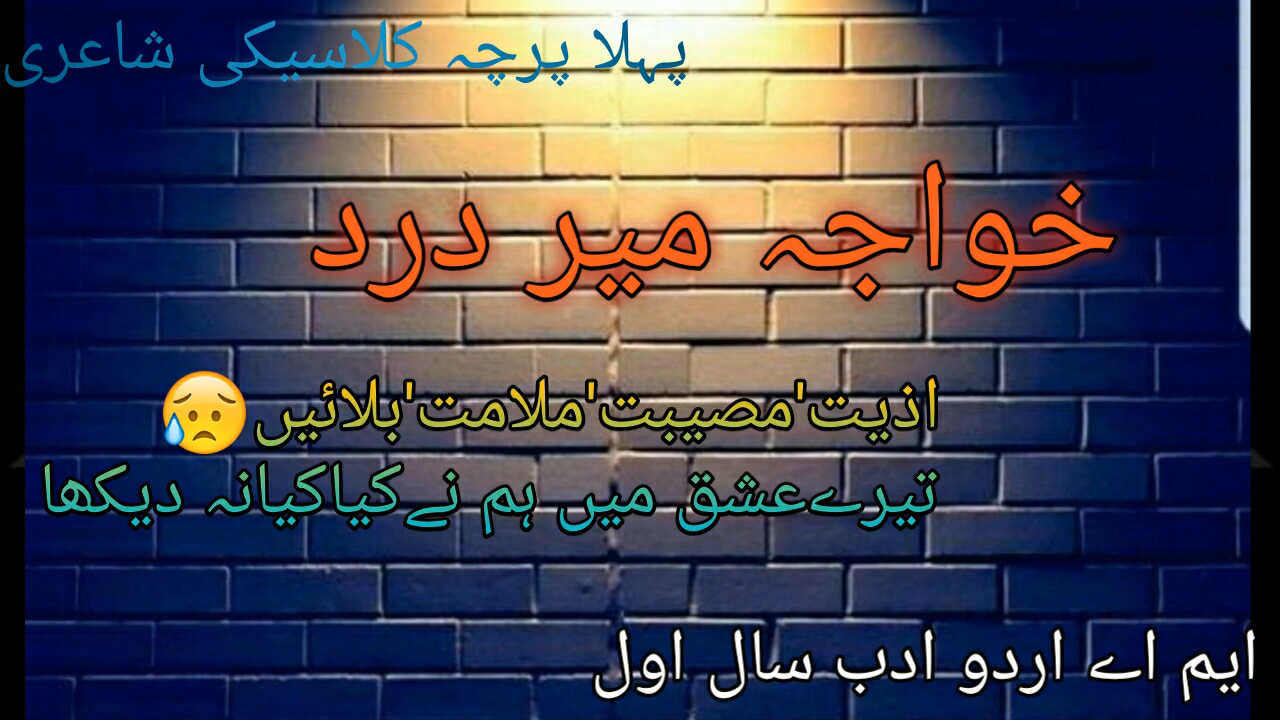 پہلا پرچہ کلاسیکی شاعری
خواجہ میر درد
اذیت'مصیبت'ملامت'بلائیں😥
تیرےعشق میں ہم نےکیاکیانہ دیکھا
ایم اے اردو ادب سال اول